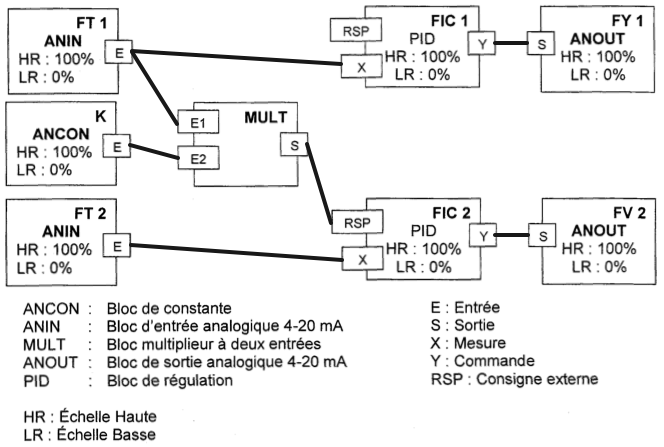 FT 1
ANIN
HR : 100%
LR : 0%
E
RSP
X
FIC 1
PID
HR : 100%
LR : 0%
Y
S
FY 1
ANOUT
HR : 100%
LR : 0%
K
ANCON
HR : 100%
LR : 0%
E
E1
E2
MULT
S
FT 2
ANIN
HR : 100%
LR : 0%
E
RSP
X
FIC 2
PID
HR : 100%
LR : 0%
Y
S
FV 2
ANOUT
HR : 100%
LR : 0%
ANCON : Bloc de constante
ANIN : Bloc d'entrée analogique 4-20 mA
MULT : Bloc multiplieur à deux entrées
ANOUT : Bloc de sortie analogique 4-20 mA
PID : Bloc de régulation
E : Entrée
S : Sortie
X : Mesure
Y : Commande
RSP : Consigne externe
HR : Échelle Haute
LR : Échelle Basse